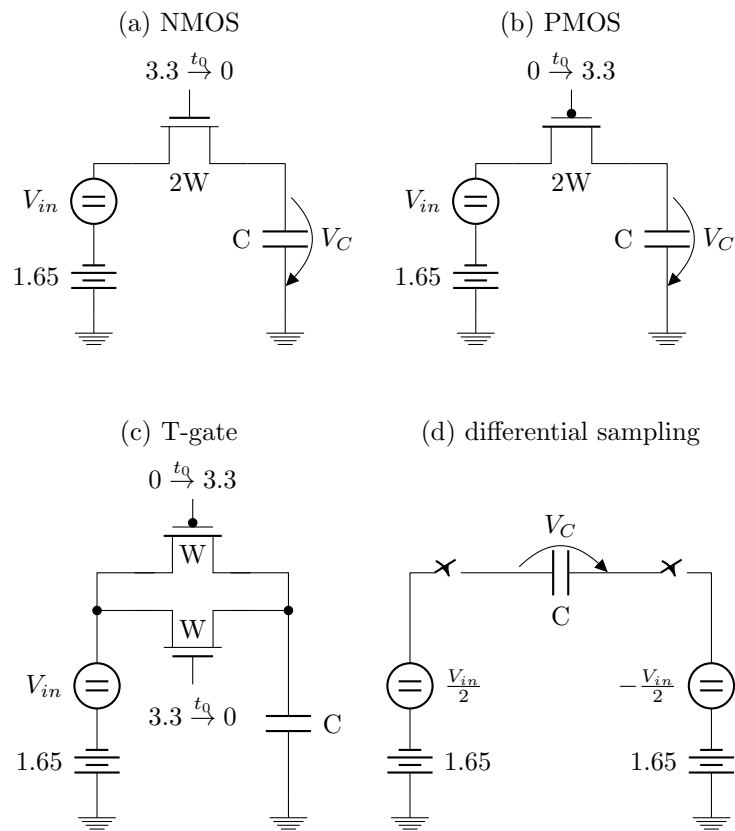 (a) NMOS
3.3 t₀→ 0
2W
V_in
C
V_C
1.65
(b) PMOS
0 t₀→ 3.3
2W
V_in
C
V_C
1.65
(c) T-gate
0 t₀→ 3.3
W
W
V_in
3.3 t₀→ 0
C
1.65
(d) differential sampling
V_C
C
V_in/2
-V_in/2
1.65
1.65